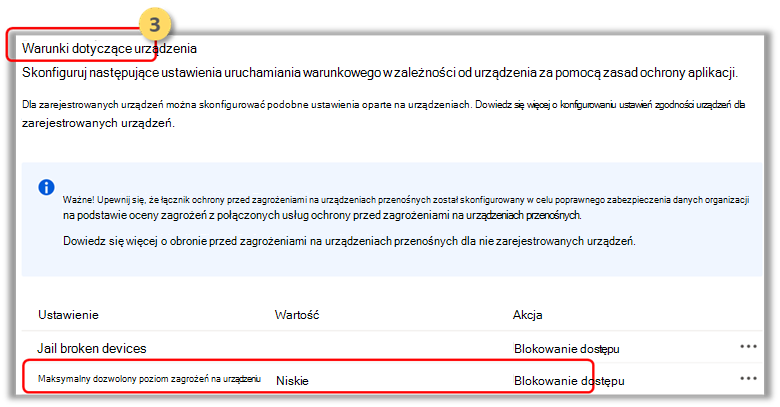 3
Warunki dotyczące urządzenia
Skonfiguruj następujące ustawienia uruchamiania warunkowego w zależności od urządzenia za pomocą zasad ochrony aplikacji.
Dla zarejestrowanych urządzeń można skonfigurować podobne ustawienia oparte na urządzeniach. Dowiedz się więcej o konfigurowaniu ustawień zgodności urządzeń dla
zarejestrowanych urządzeń.
Ważne! Upewnij się, że łącznik ochrony przed zagrożeniami na urządzeniach przenośnych został skonfigurowany w celu poprawnego zabezpieczenia danych organizacji
na podstawie oceny zagrożeń z połączonych usług ochrony przed zagrożeniami na urządzeniach przenośnych.
Dowiedz się więcej o obronie przed zagrożeniami na urządzeniach przenośnych dla nie zarejestrowanych urządzeń.
Ustawienie Wartość Akcja
Jail broken devices Blokowanie dostępu
Maksymalny dozwolony poziom zagrożeń na urządzeniu Niskie Blokowanie dostępu